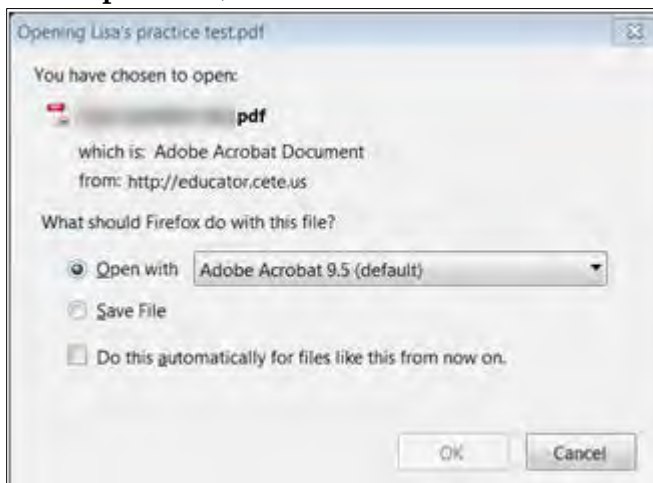 Opening Lisa's practice test.pdf
You have chosen to open:
pdf
which is: Adobe Acrobat Document
from: http://educator.cete.us
What should Firefox do with this file?
Open with Adobe Acrobat 9.5 (default)
Save File
Do this automatically for files like this from now on.
OK Cancel